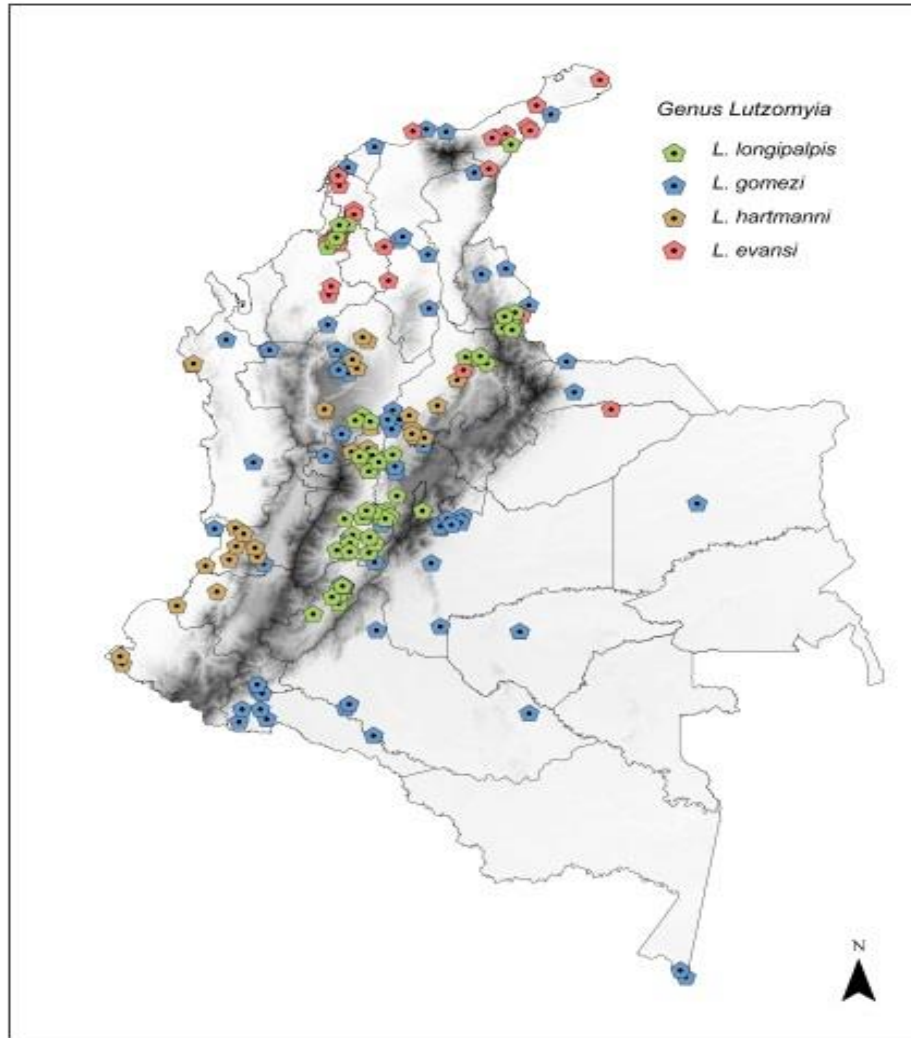 Genus Lutzomyia
L. longipalpis
L. gomezi
L. hartmanni
L. evansi
N